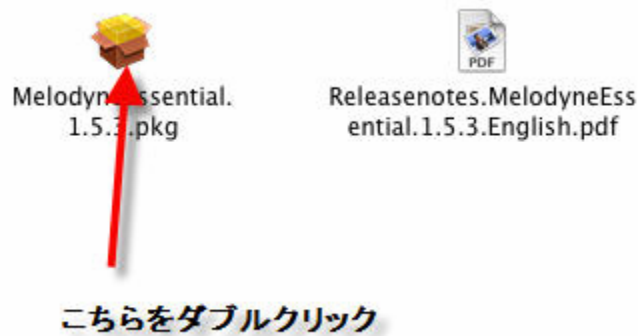 PDF
Melodyn ssential.
1.5.3.pkg
Releasenotes.MelodyneEss
ential.1.5.3.English.pdf
こちらをダブルクリック